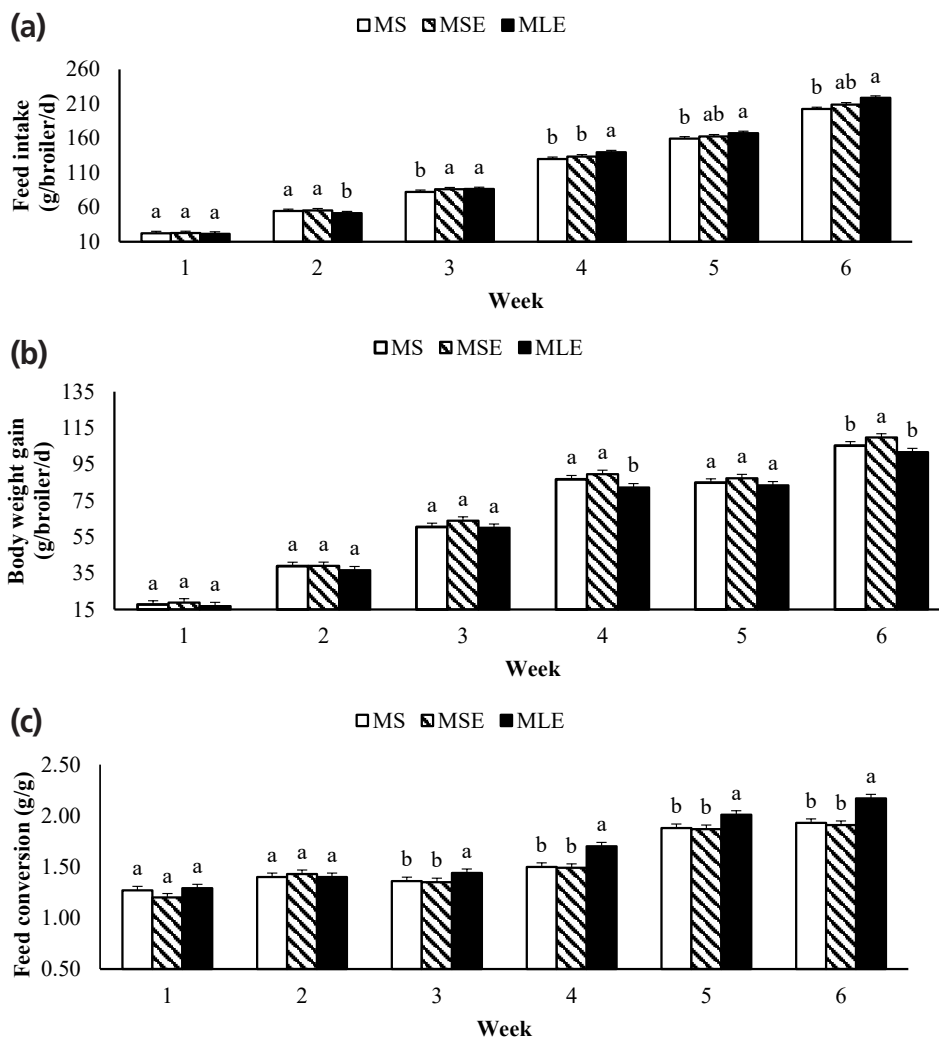 (a)
MS MSE MLE
Feed intake
(g/broiler/d)
260
210
160
110
60
10
a a a
a a b
b a a
b b a
b ab a
b ab a
1 2 3 4 5 6
Week
(b)
MS MSE MLE
Body weight gain
(g/broiler/d)
135
115
95
75
55
35
15
a a a
a a a
a a a
a a b
a a a
b a b
1 2 3 4 5 6
Week
(c)
MS MSE MLE
Feed conversion (g/g)
2.50
2.00
1.50
1.00
0.50
a a a
a a a
b b a
b b a
b b a
b b a
1 2 3 4 5 6
Week